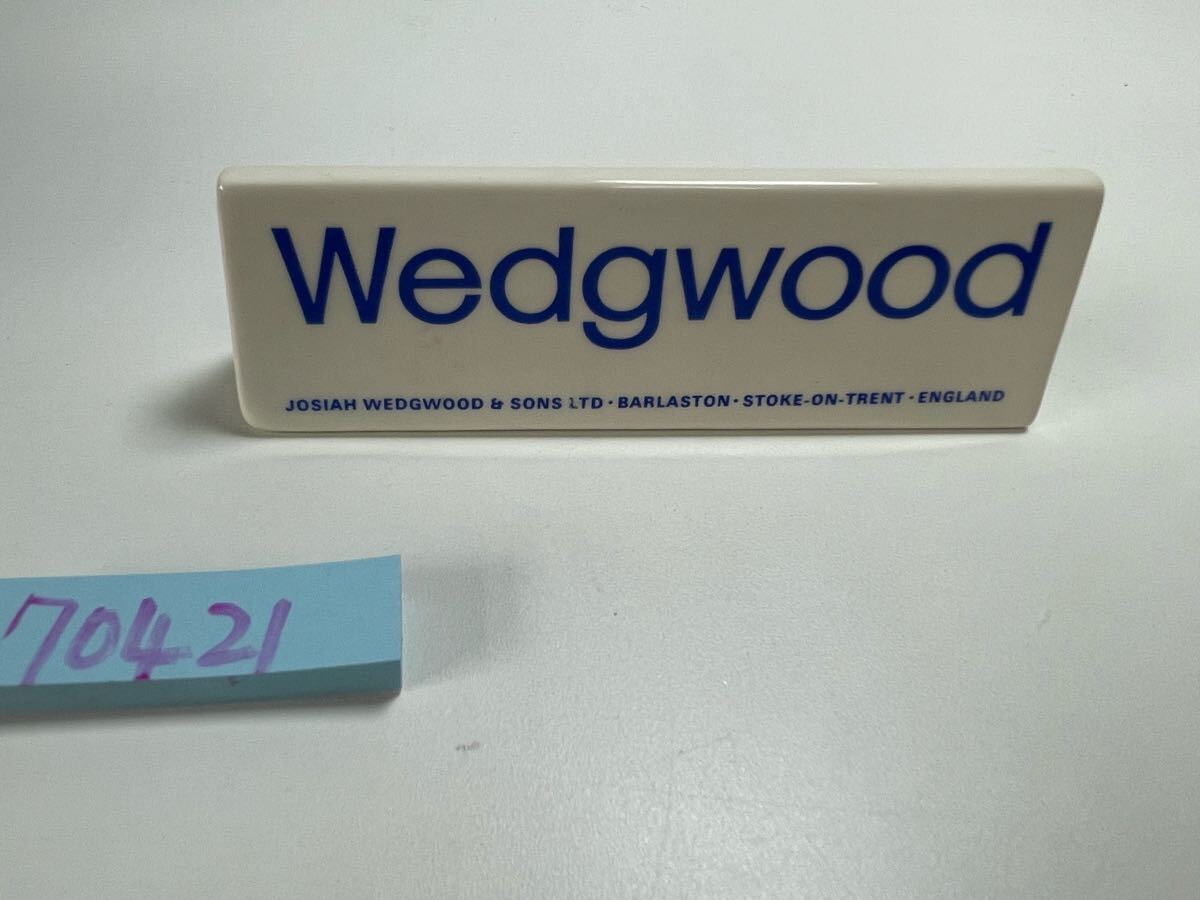 Wedgwood
JOSIAH WEDGWOOD & SONS LTD · BARLASTON · STOKE-ON-TRENT · ENGLAND
70421